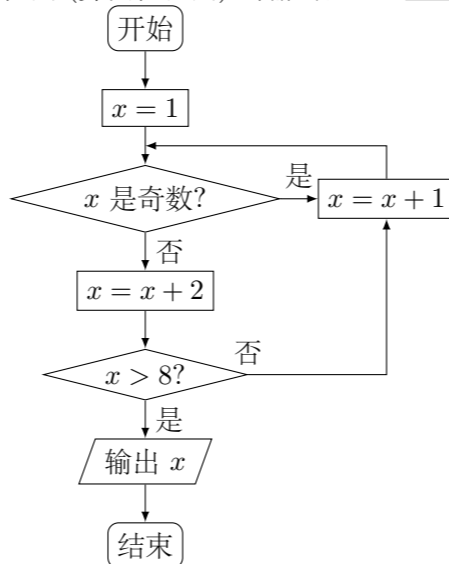 开始
x = 1
x 是奇数?
是
x = x + 1
否
x = x + 2
x > 8?
否
是
输出 x
结束